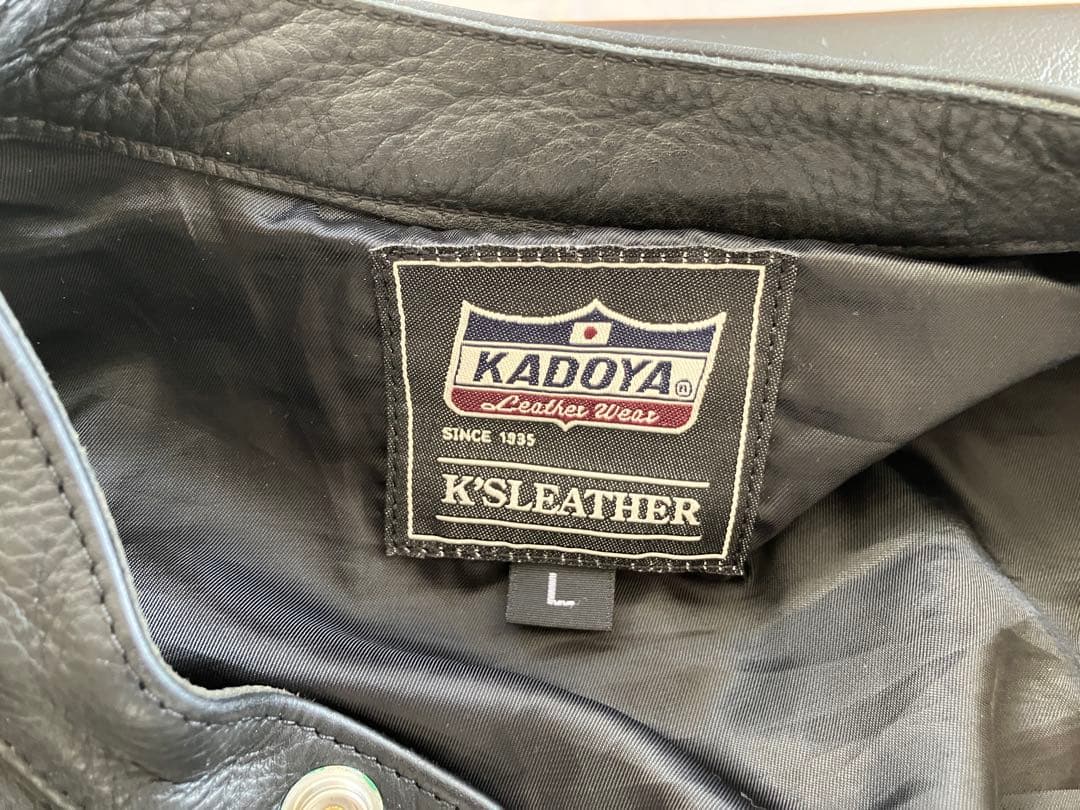 KADOYA ®
Leather Wear
SINCE 1935
K'SLEATHER
L